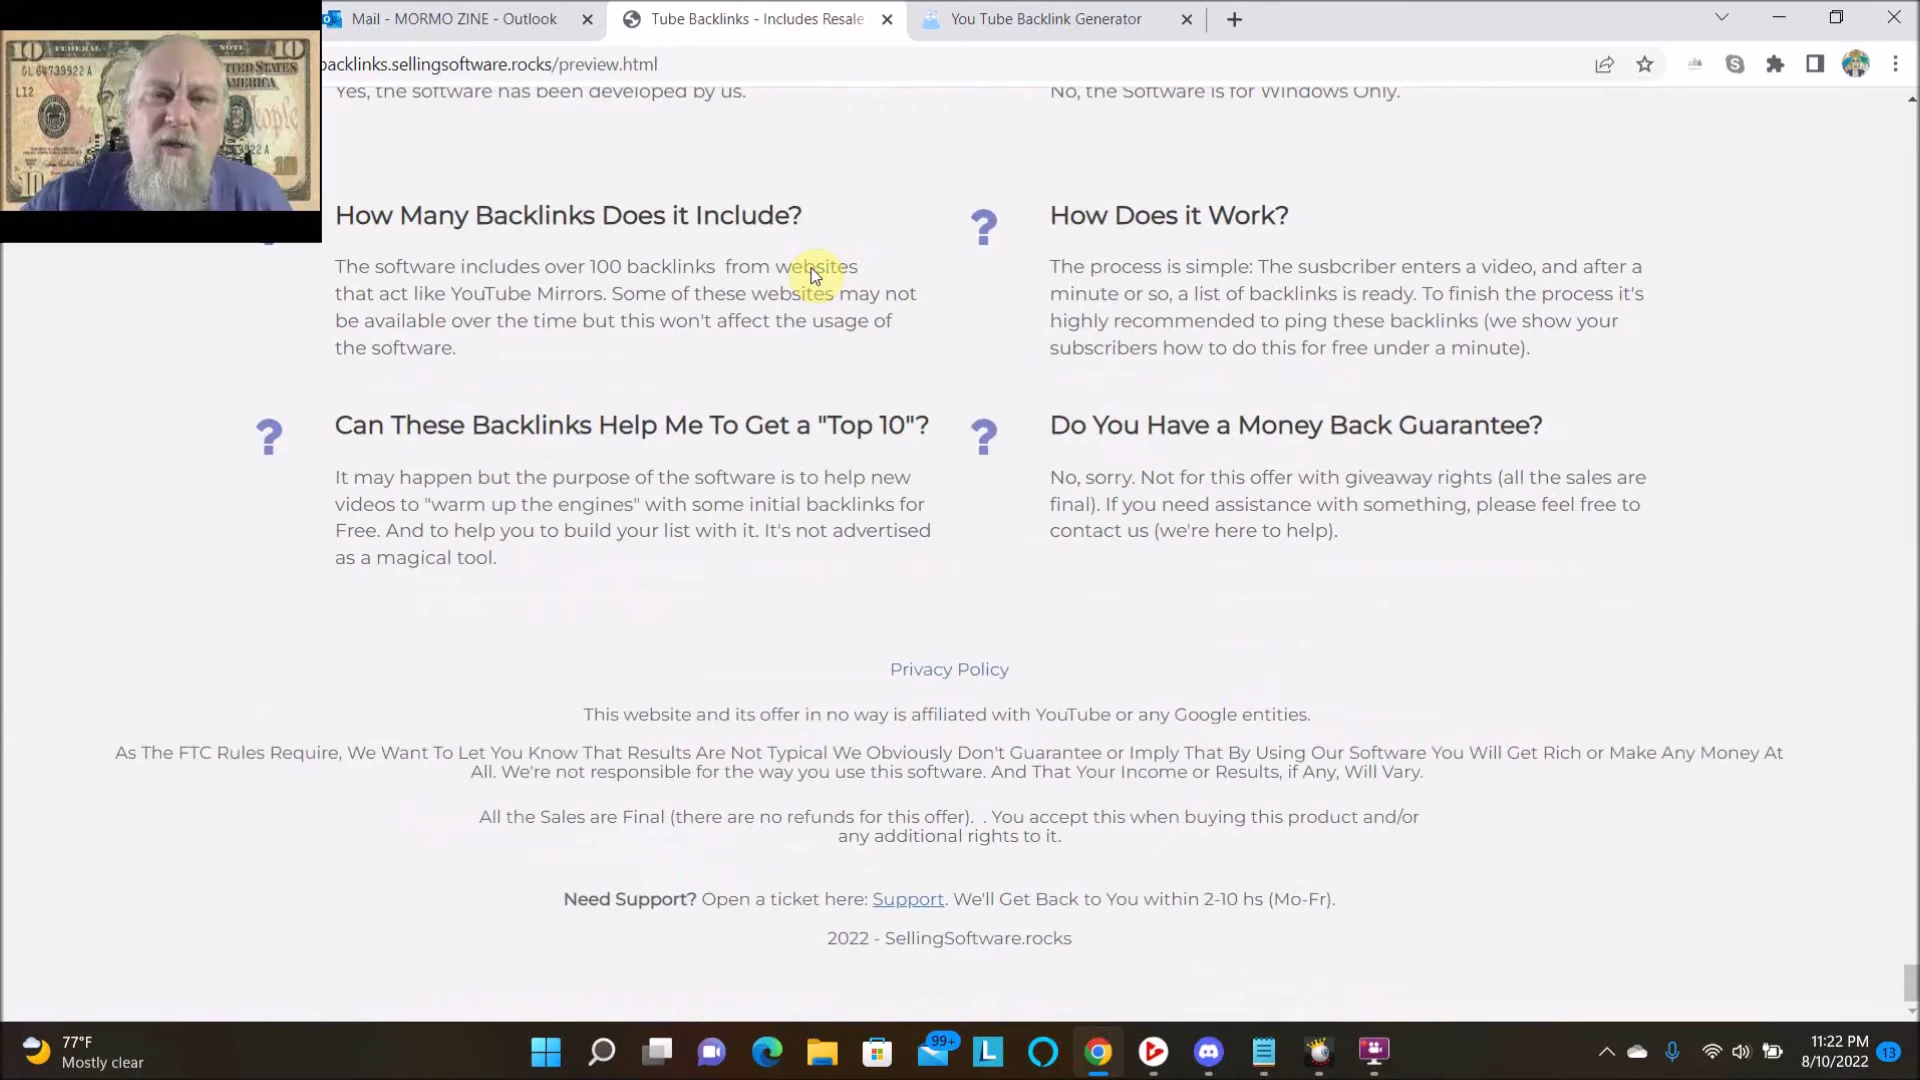 Mail - MORMO ZINE - Outlook
Tube Backlinks - Includes Resale
You Tube Backlink Generator
backlinks.sellingsoftware.rocks/preview.html
FEDERAL NOTE
10
GL 64739922 A
L12
UNITED STATES
AMERICA
10
10
Yes, the software has been developed by us.
No, the Software is for Windows Only.
How Many Backlinks Does it Include?
The software includes over 100 backlinks from websites
that act like YouTube Mirrors. Some of these websites may not
be available over the time but this won't affect the usage of
the software.
? How Does it Work?
The process is simple: The susbcriber enters a video, and after a
minute or so, a list of backlinks is ready. To finish the process it's
highly recommended to ping these backlinks (we show your
subscribers how to do this for free under a minute).
? Can These Backlinks Help Me To Get a "Top 10"?
It may happen but the purpose of the software is to help new
videos to "warm up the engines" with some initial backlinks for
Free. And to help you to build your list with it. It's not advertised
as a magical tool.
? Do You Have a Money Back Guarantee?
No, sorry. Not for this offer with giveaway rights (all the sales are
final). If you need assistance with something, please feel free to
contact us (we're here to help).
Privacy Policy
This website and its offer in no way is affiliated with YouTube or any Google entities.
As The FTC Rules Require, We Want To Let You Know That Results Are Not Typical We Obviously Don't Guarantee or Imply That By Using Our Software You Will Get Rich or Make Any Money At
All. We're not responsible for the way you use this software. And That Your Income or Results, if Any, Will Vary.
All the Sales are Final (there are no refunds for this offer). . You accept this when buying this product and/or
any additional rights to it.
Need Support? Open a ticket here: Support. We'll Get Back to You within 2-10 hs (Mo-Fr).
2022 - SellingSoftware.rocks
77°F
Mostly clear
99+
L
11:22 PM
8/10/2022
13